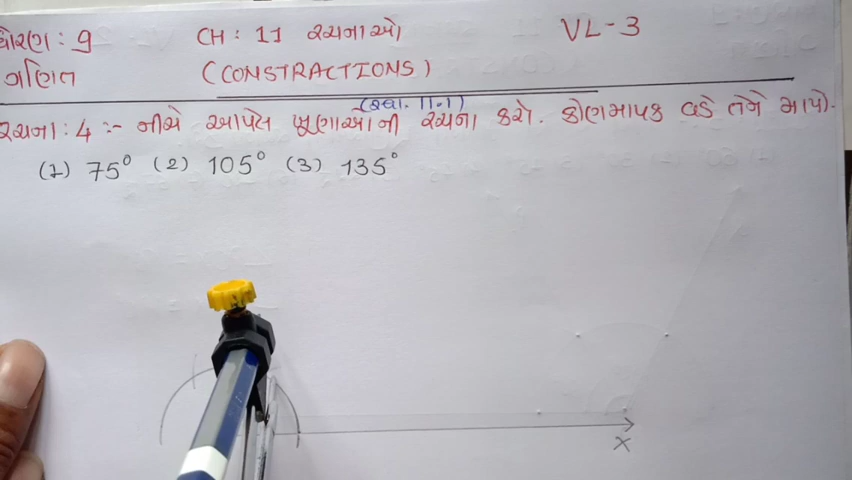 ધોરણ : 9 CH : 11 રચનાઓ VL - 3
ગણિત (CONSTRACTIONS)
(સ્વા. 11.1)
રચના : 4 :- નીચે આપેલ ખૂણાઓની રચના કરો. કોણમાપક વડે તેને માપો.
(1) 75° (2) 105° (3) 135°
X